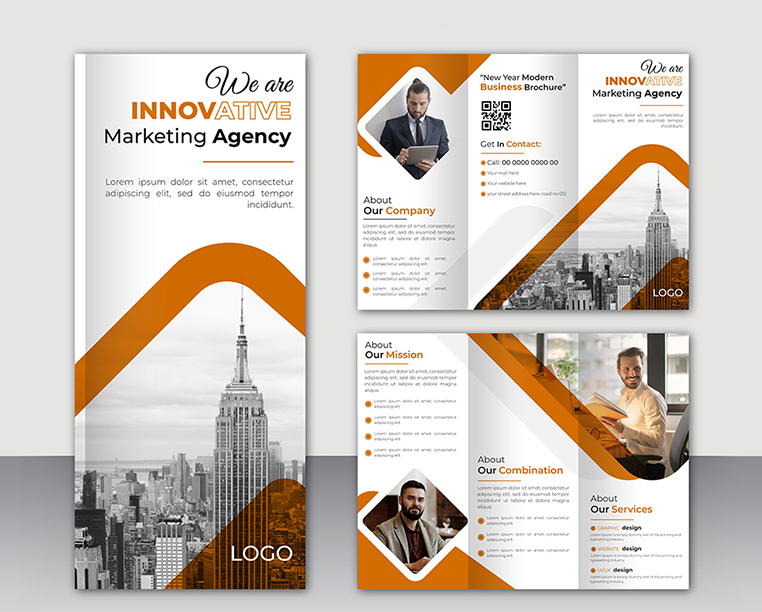 We are
INNOVATIVE
Marketing Agency
Lorem ipsum dolor sit amet, consectetur
adipiscing elit, sed do eiusmod tempor
incididunt.
LOGO
About
Our Company
Lorem ipsum dolor sit amet, consectetur
adipiscing elit, sed do eiusmod tempor
incididunt ut labore et dolore magna
aliqua.
Lorem ipsum dolor sit amet,
consectetur adipiscing elit.
Lorem ipsum dolor sit amet,
consectetur adipiscing elit.
Lorem ipsum dolor sit amet,
consectetur adipiscing elit.
"New Year Modern
Business Brochure"
Get In Contact:
Call: 00 0000 0000 00
Your mail here
Your website here
your street address here, road no 012
We are
INNOVATIVE
Marketing Agency
Lorem ipsum dolor sit amet, consectetur
adipiscing elit, sed do eiusmod tempor
incididunt.
LOGO
About
Our Mission
Lorem ipsum dolor sit amet, consectetur
adipiscing elit, sed do eiusmod tempor
incididunt ut labore et dolore magna
aliqua.
Lorem ipsum dolor sit amet, consectetur
adipiscing elit.
Lorem ipsum dolor sit amet, consectetur
adipiscing elit.
Lorem ipsum dolor sit amet, consectetur
adipiscing elit.
Lorem ipsum dolor sit amet, consectetur
adipiscing elit.
About
Our Combination
Lorem ipsum dolor sit amet, consectetur
adipiscing elit, sed do eiusmod tempor
incididunt ut labore et dolore magna
aliqua.
Lorem ipsum dolor sit amet, consectetur
adipiscing elit.
Lorem ipsum dolor sit amet, consectetur
adipiscing elit.
Lorem ipsum dolor sit amet, consectetur
adipiscing elit.
About
Our Services
GRAPHIC design
Lorem Ipsum is simply dummy text of the printing
and typesetting industry.
WEBSITE design
Lorem Ipsum is simply dummy text of the printing
and typesetting industry.
UI/UX design
Lorem Ipsum is simply dummy text of the printing
and typesetting industry.